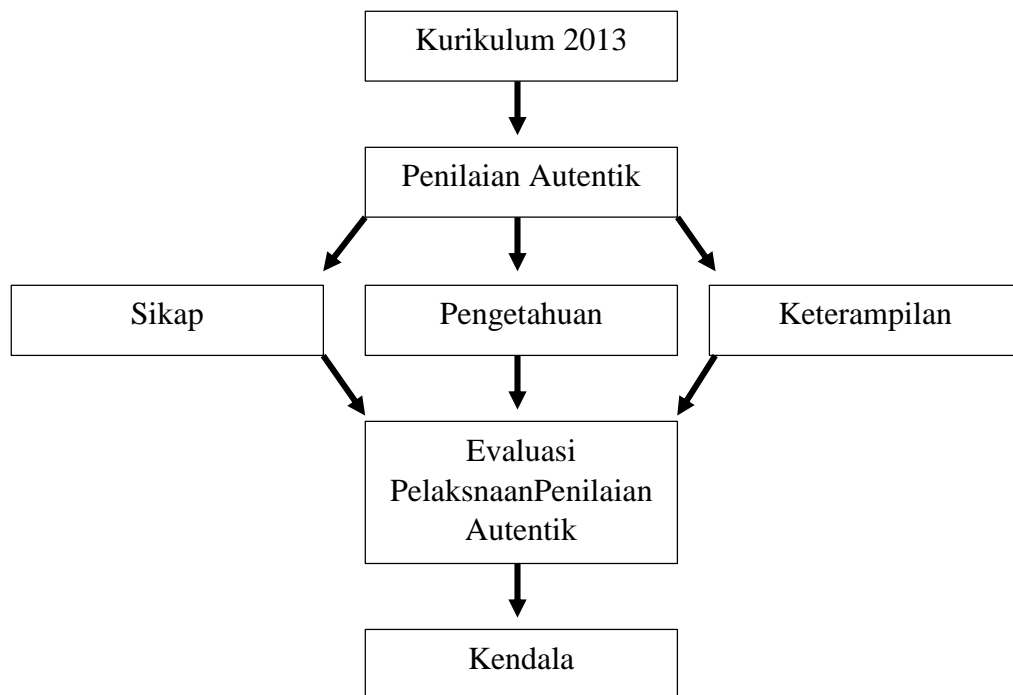 Kurikulum 2013
Penilaian Autentik
Sikap
Pengetahuan
Keterampilan
Evaluasi
PelaksnaanPenilaian
Autentik
Kendala